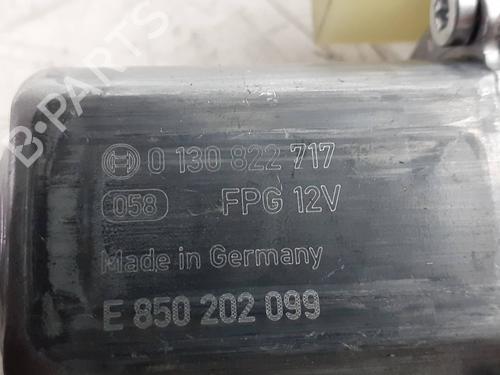 B-PARTS
0 130 822 717
058 FPG 12V
Made in Germany
E 850 202 099